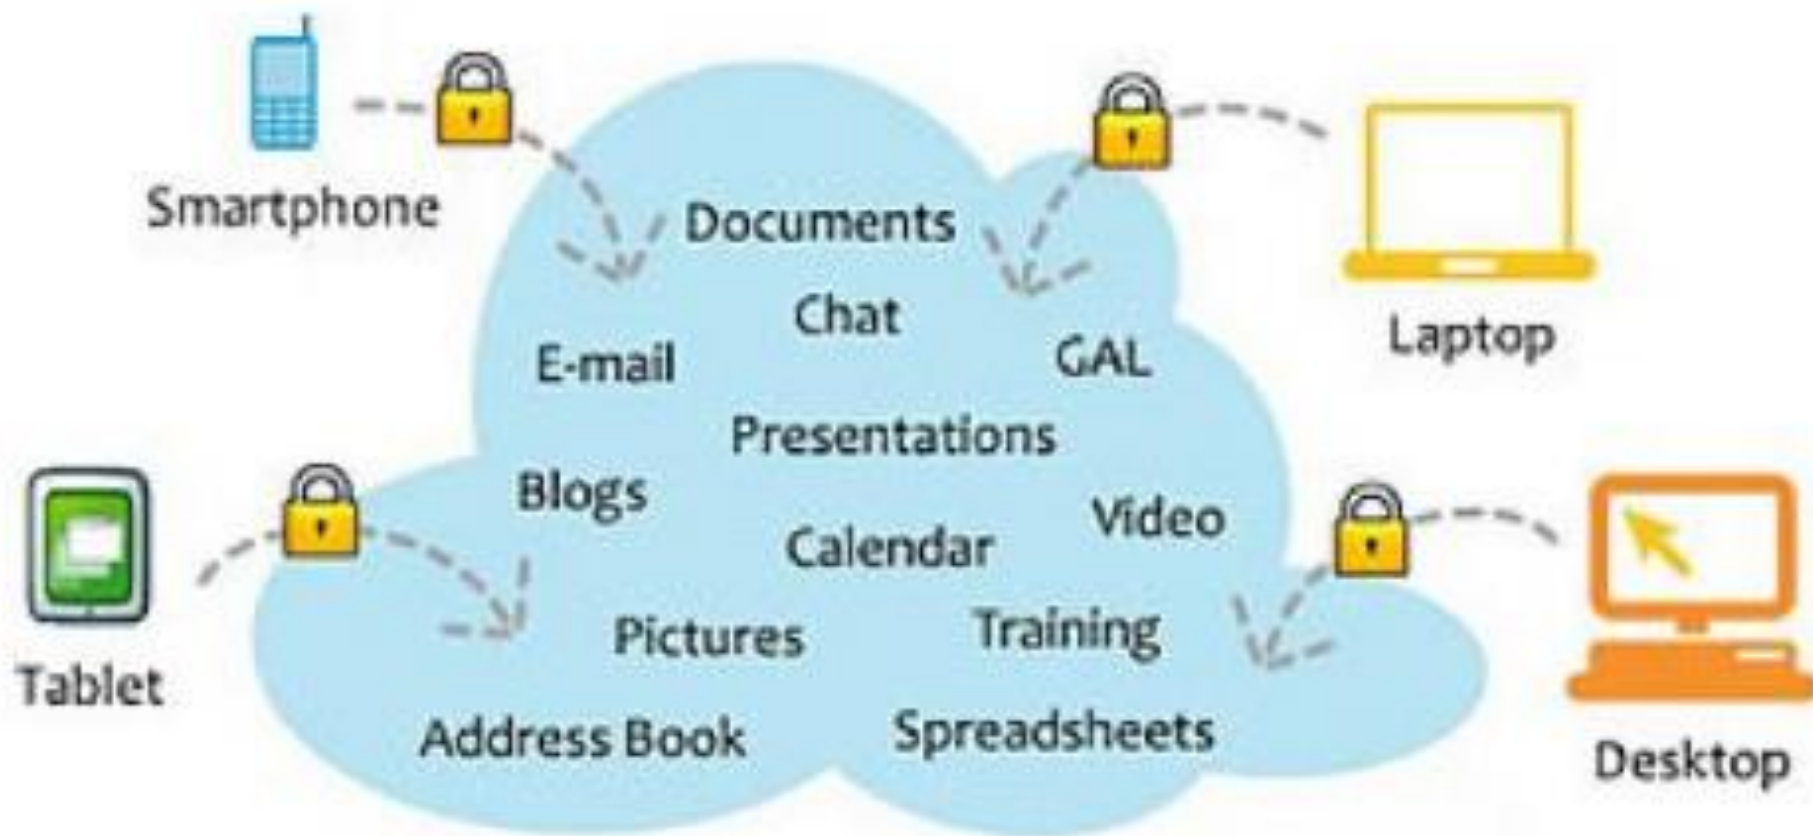 Smartphone
Documents
Chat
E-mail
GAL
Laptop
Presentations
Blogs
Video
Calendar
Pictures
Training
Tablet
Address Book
Spreadsheets
Desktop